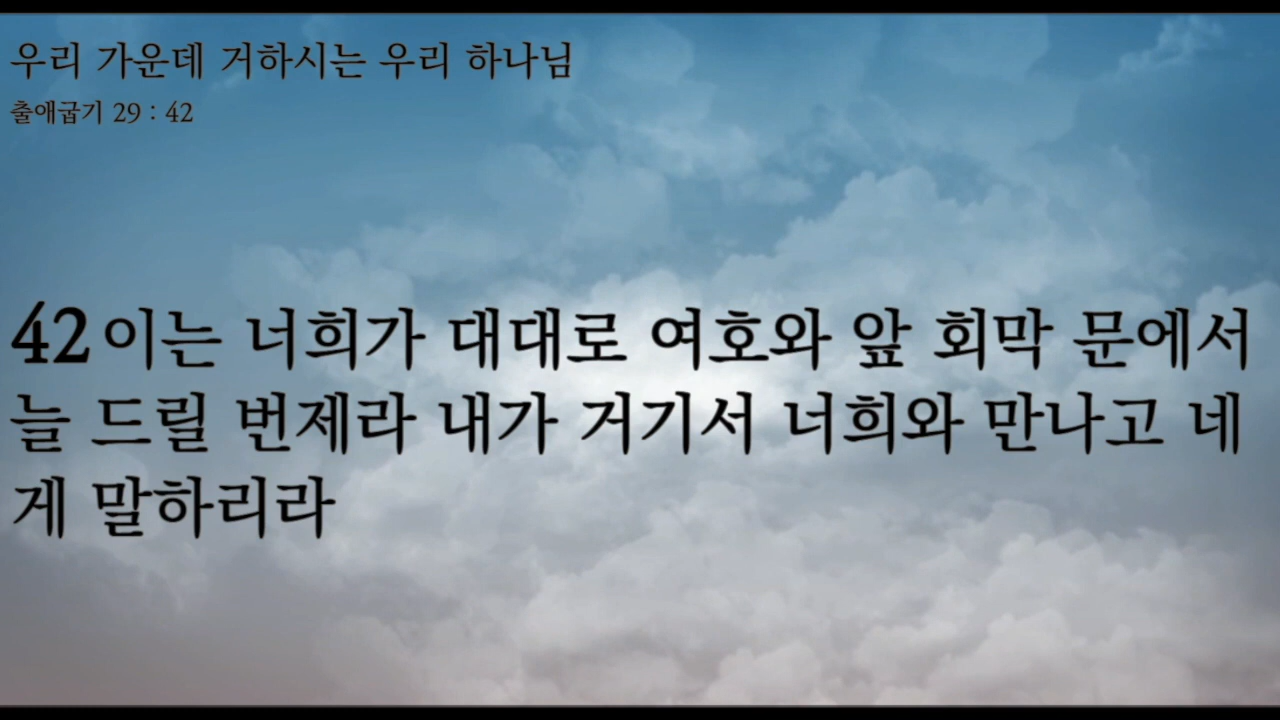 우리 가운데 거하시는 우리 하나님
출애굽기 29 : 42
42 이는 너희가 대대로 여호와 앞 회막 문에서
늘 드릴 번제라 내가 거기서 너희와 만나고 네
게 말하리라